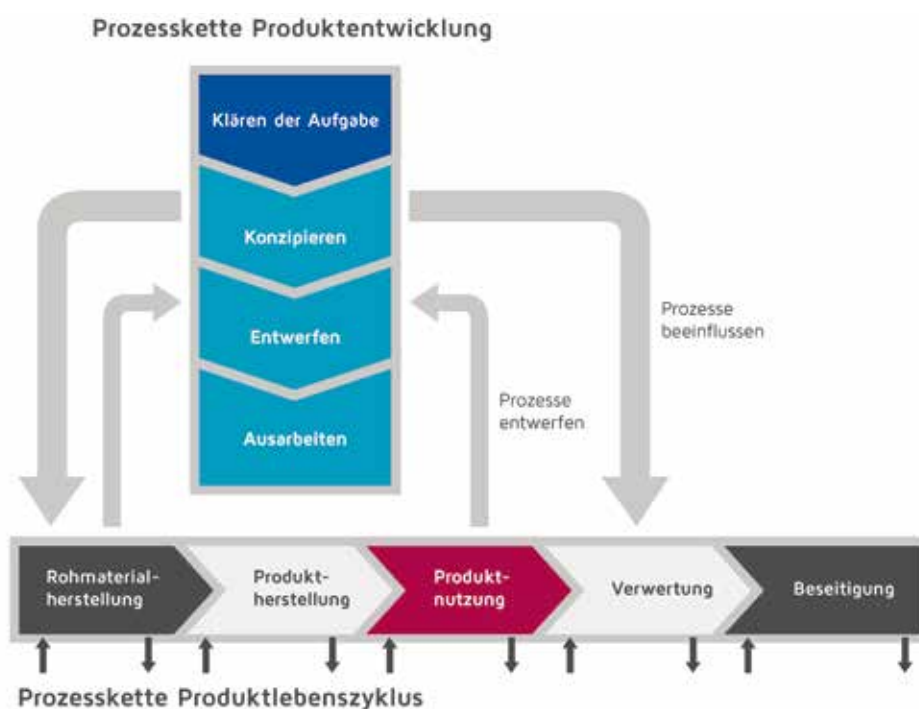 Prozesskette Produktentwicklung
Klären der Aufgabe
Konzipieren
Entwerfen
Ausarbeiten
Prozesse
beeinflussen
Prozesse
entwerfen
Rohmaterial-
herstellung
Produkt-
herstellung
Produkt-
nutzung
Verwertung
Beseitigung
Prozesskette Produktlebenszyklus